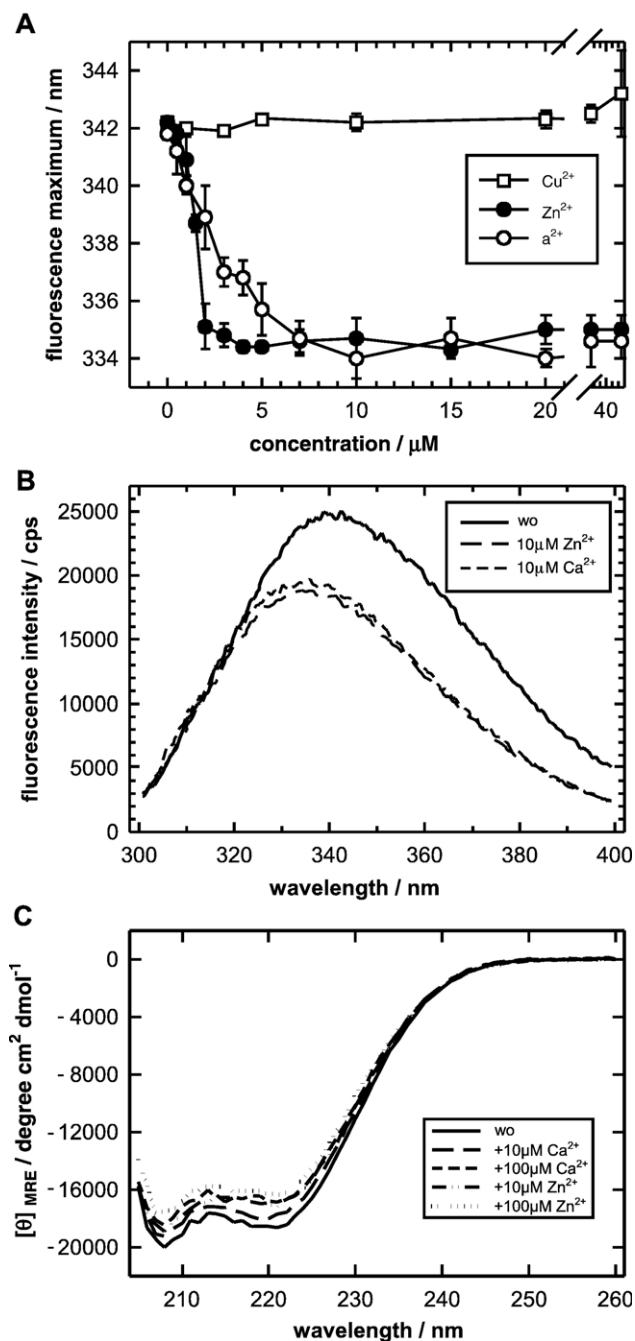 A
fluorescence maximum / nm
344
342
340
338
336
334
Cu²⁺
Zn²⁺
a²⁺
0 5 10 15 20 40
concentration / μM
B
fluorescence intensity / cps
25000
20000
15000
10000
5000
0
wo
10μM Zn²⁺
10μM Ca²⁺
300 320 340 360 380 400
wavelength / nm
C
[θ] MRE / degree cm² dmol⁻¹
0
- 4000
- 8000
-12000
-16000
-20000
wo
+10μM Ca²⁺
+100μM Ca²⁺
+10μM Zn²⁺
+100μM Zn²⁺
210 220 230 240 250 260
wavelength / nm